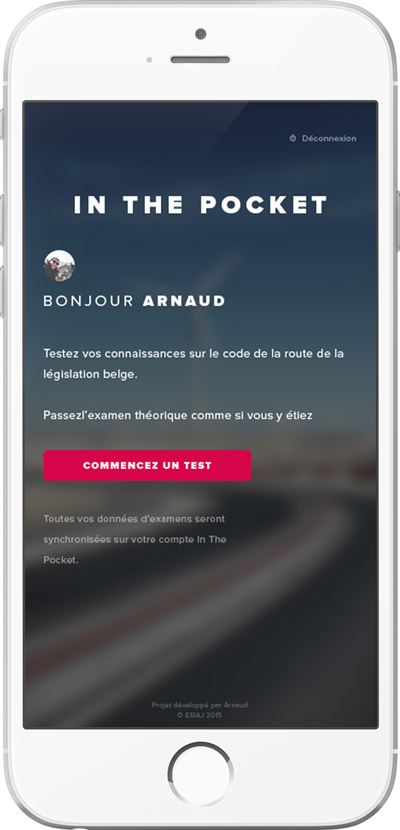 Déconnexion
IN THE POCKET
BONJOUR ARNAUD
Testez vos connaissances sur le code de la route de la
législation belge.
Passezl'examen théorique comme si vous y étiez
COMMENCEZ UN TEST
Toutes vos données d'examens seront
synchronisées sur votre compte In The
Pocket.
Projet développé par Arnaud
© ESIAJ 2015